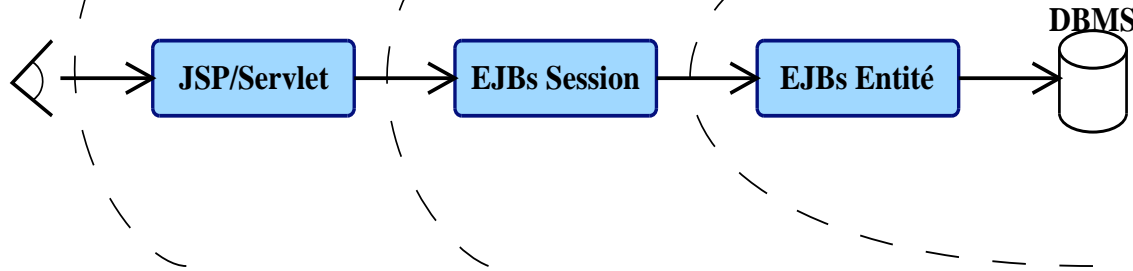 DBMS
JSP/Servlet
EJBs Session
EJBs Entité